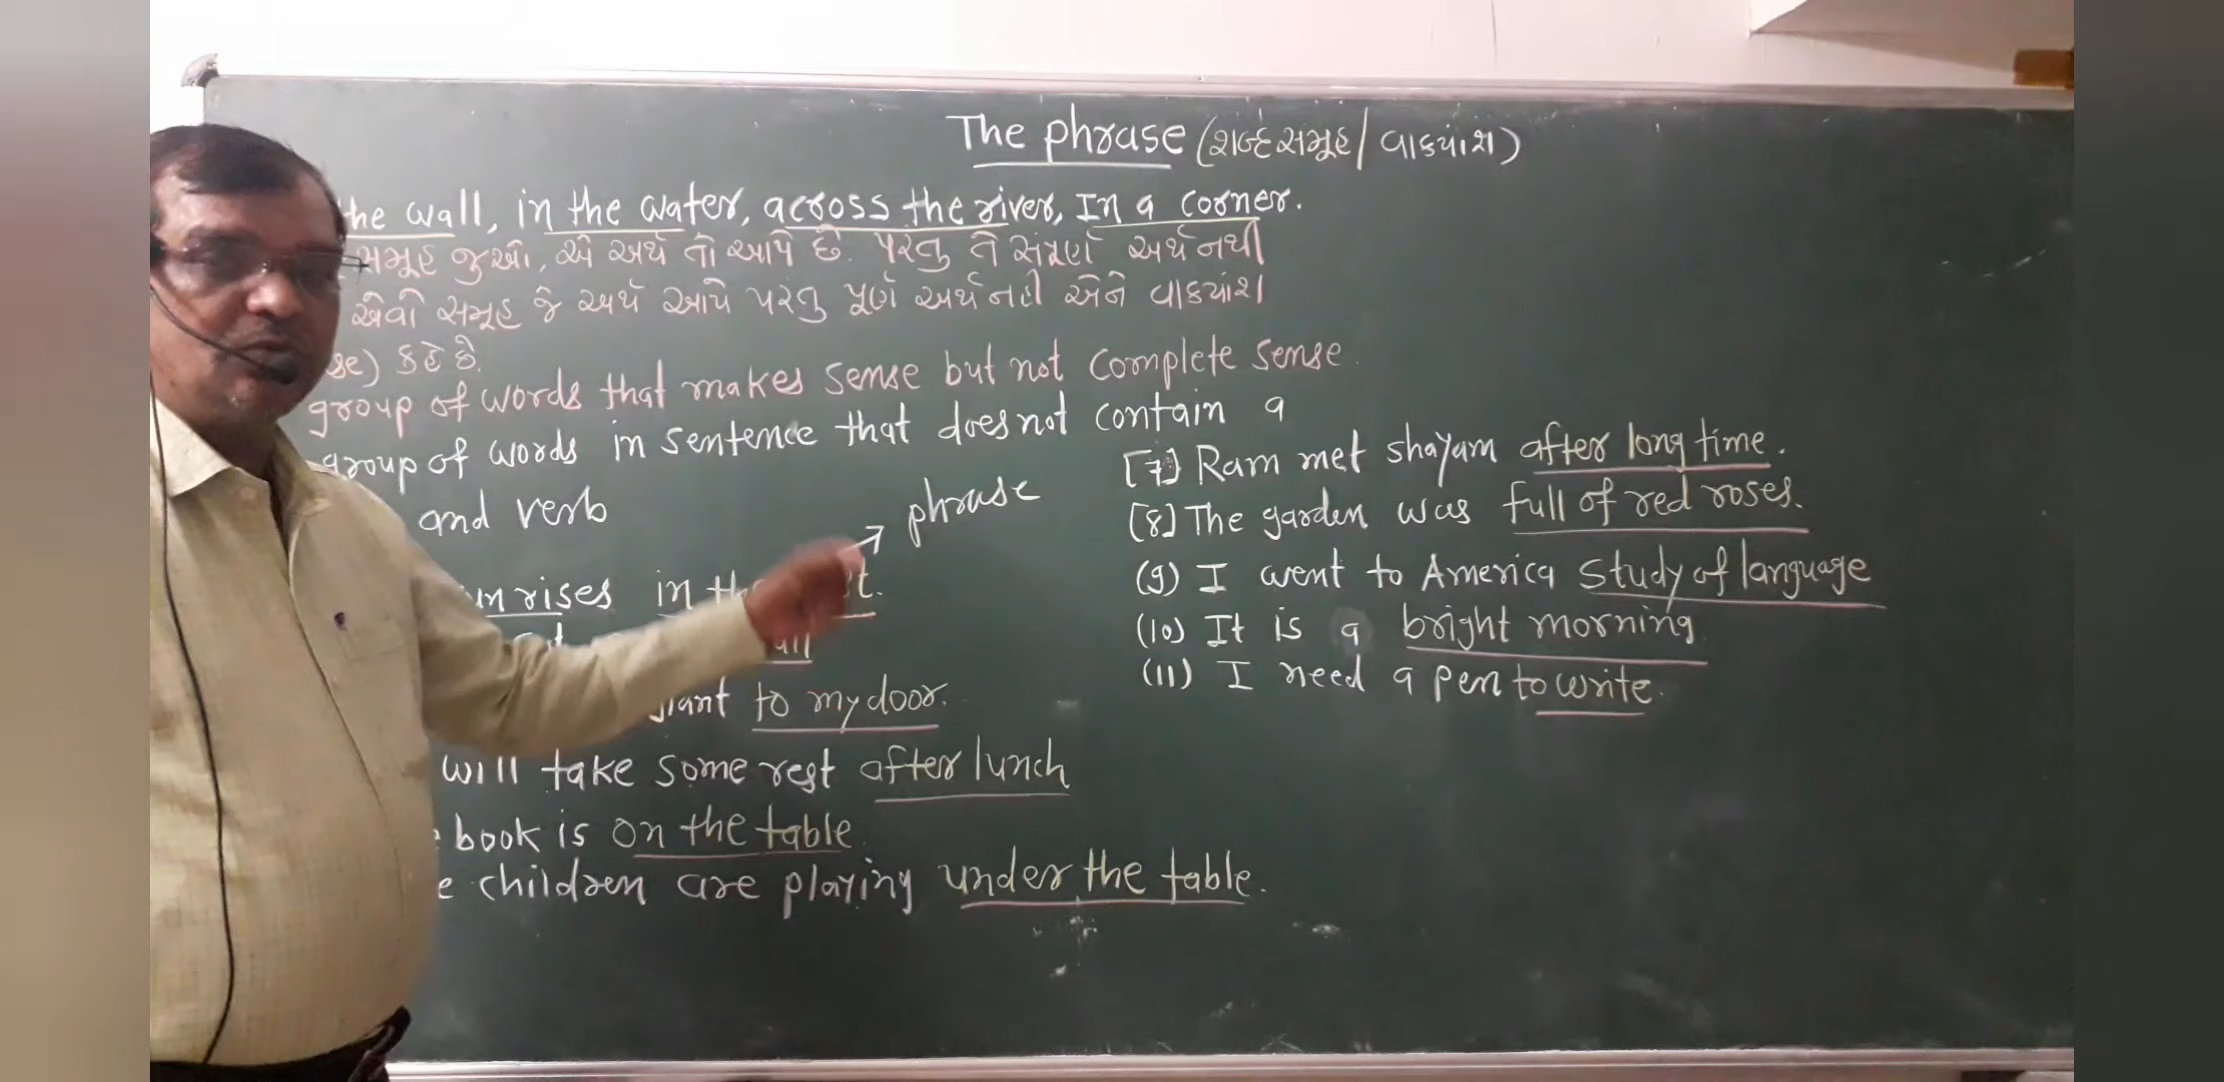 The phrase (શબ્દસમૂહ / વાક્યાંશ)
the wall, in the water, across the river, In a corner.
સમૂહ જુઓ, એ અર્થ તો આપે છે. પરંતુ તે સંપૂર્ણ અર્થ નથી
એવો સમૂહ જે અર્થ આપે પરંતુ પૂર્ણ અર્થ નહી એને વાક્યાંશ
se) કહે છે.
group of words that makes sense but not complete sense.
group of words in sentence that does not contain a
and verb
phrase
rises in
to my door.
will take some rest after lunch
book is on the table
children are playing under the table.
[7] Ram met shayam after long time.
[8] The garden was full of red roses.
(9) I went to America study of language
(10) It is a bright morning
(11) I need a pen to write.